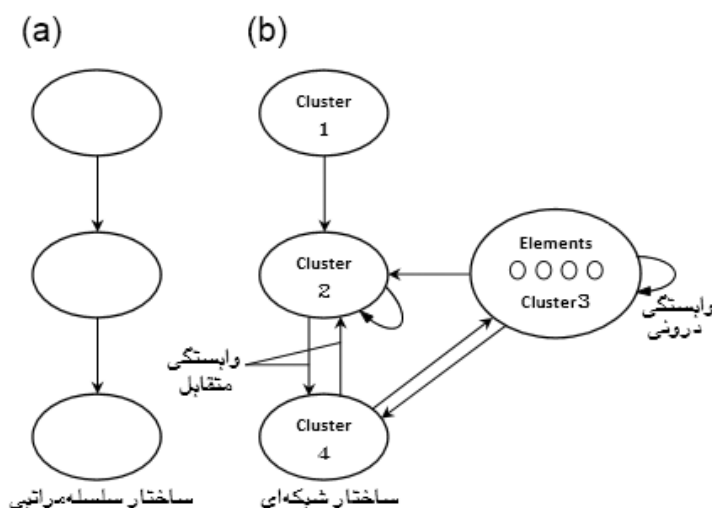 (a)
(b)
Cluster
1
Cluster
2
Elements
Cluster3
وابستگی
درونی
وابستگی
متقابل
Cluster
4
ساختار سلسله‌مراتبی
ساختار شبکه‌ای